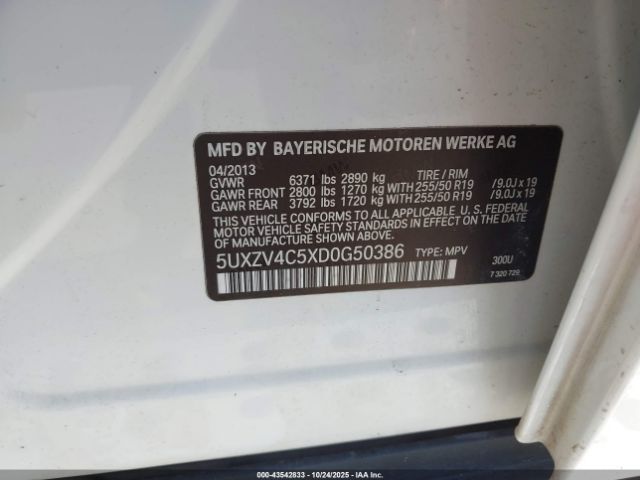 MFD BY BAYERISCHE MOTOREN WERKE AG
04/2013
GVWR 6371 lbs 2890 kg TIRE / RIM
GAWR FRONT 2800 lbs 1270 kg WITH 255/50 R19 / 9.0J x 19
GAWR REAR 3792 lbs 1720 kg WITH 255/50 R19 / 9.0J x 19
THIS VEHICLE CONFORMS TO ALL APPLICABLE U. S. FEDERAL
MOTOR VEHICLE SAFETY STANDARDS IN EFFECT ON THE DATE
OF MANUFACTURE SHOWN ABOVE.
5UXZV4C5XD0G50386 TYPE: MPV 300U
7 320 729
00-43542633 - 10/24/2025 - IAA Inc.